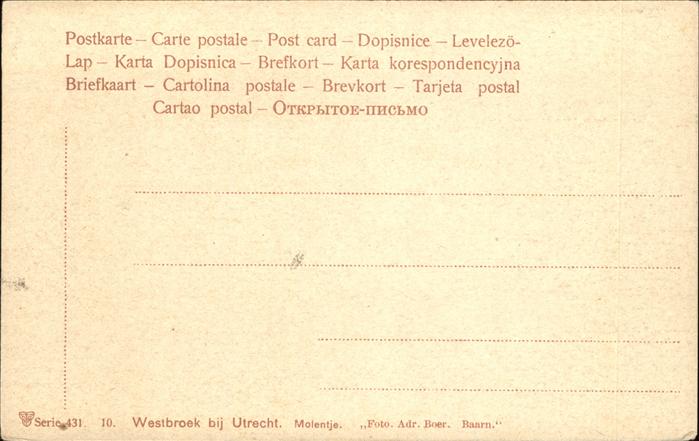 Postkarte – Carte postale – Post card – Dopisnice – Levelezö-
Lap – Karta Dopisnica – Brefkort – Karta korespondencyjna
Briefkaart – Cartolina postale – Brevkort – Tarjeta postal
Cartao postal – Открытое-письмо
Serie 431. 10. Westbroek bij Utrecht. Molentje. „Foto. Adr. Boer. Baarn.“